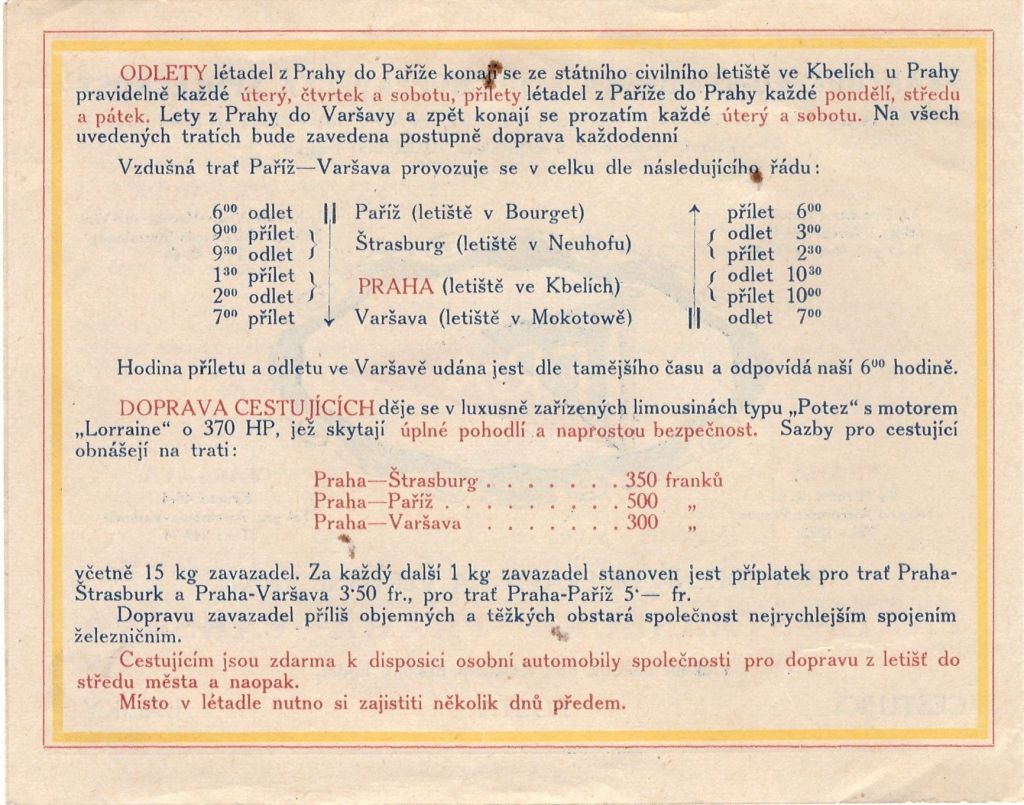 ODLETY létadel z Prahy do Paříže konají se ze státního civilního letiště ve Kbelích u Prahy
pravidelně každé úterý, čtvrtek a sobotu, přílety létadel z Paříže do Prahy každé pondělí, středu
a pátek. Lety z Prahy do Varšavy a zpět konají se prozatím každé úterý a sobotu. Na všech
uvedených tratích bude zavedena postupně doprava každodenní
Vzdušná trať Paříž—Varšava provozuje se v celku dle následujícího řádu:
6⁰⁰ odlet || Paříž (letiště v Bourget) ↑ přílet 6⁰⁰
9⁰⁰ přílet } Štrasburg (letiště v Neuhofu) { odlet 3⁰⁰
9³⁰ odlet } { přílet 2³⁰
1³⁰ přílet } PRAHA (letiště ve Kbelích) { odlet 10³⁰
2⁰⁰ odlet } { přílet 10⁰⁰
7⁰⁰ přílet ↓ Varšava (letiště v Mokotowě) || odlet 7⁰⁰
Hodina příletu a odletu ve Varšavě udána jest dle tamějšího času a odpovídá naší 6⁰⁰ hodině.
DOPRAVA CESTUJÍCÍCH děje se v luxusně zařízených limousinách typu „Potez“ s motorem
„Lorraine“ o 370 HP, jež skytají úplné pohodlí a naprostou bezpečnost. Sazby pro cestující
obnášejí na trati:
Praha—Štrasburg . . . . . . . 350 franků
Praha—Paříž . . . . . . . . . 500 „
Praha—Varšava . . . . . . . 300 „
včetně 15 kg zavazadel. Za každý další 1 kg zavazadel stanoven jest příplatek pro trať Praha-
Štrasburk a Praha-Varšava 3·50 fr., pro trať Praha-Paříž 5·— fr.
Dopravu zavazadel příliš objemných a těžkých obstará společnost nejrychlejším spojením
železničním.
Cestujícím jsou zdarma k disposici osobní automobily společnosti pro dopravu z letišť do
středu města a naopak.
Místo v létadle nutno si zajistiti několik dnů předem.